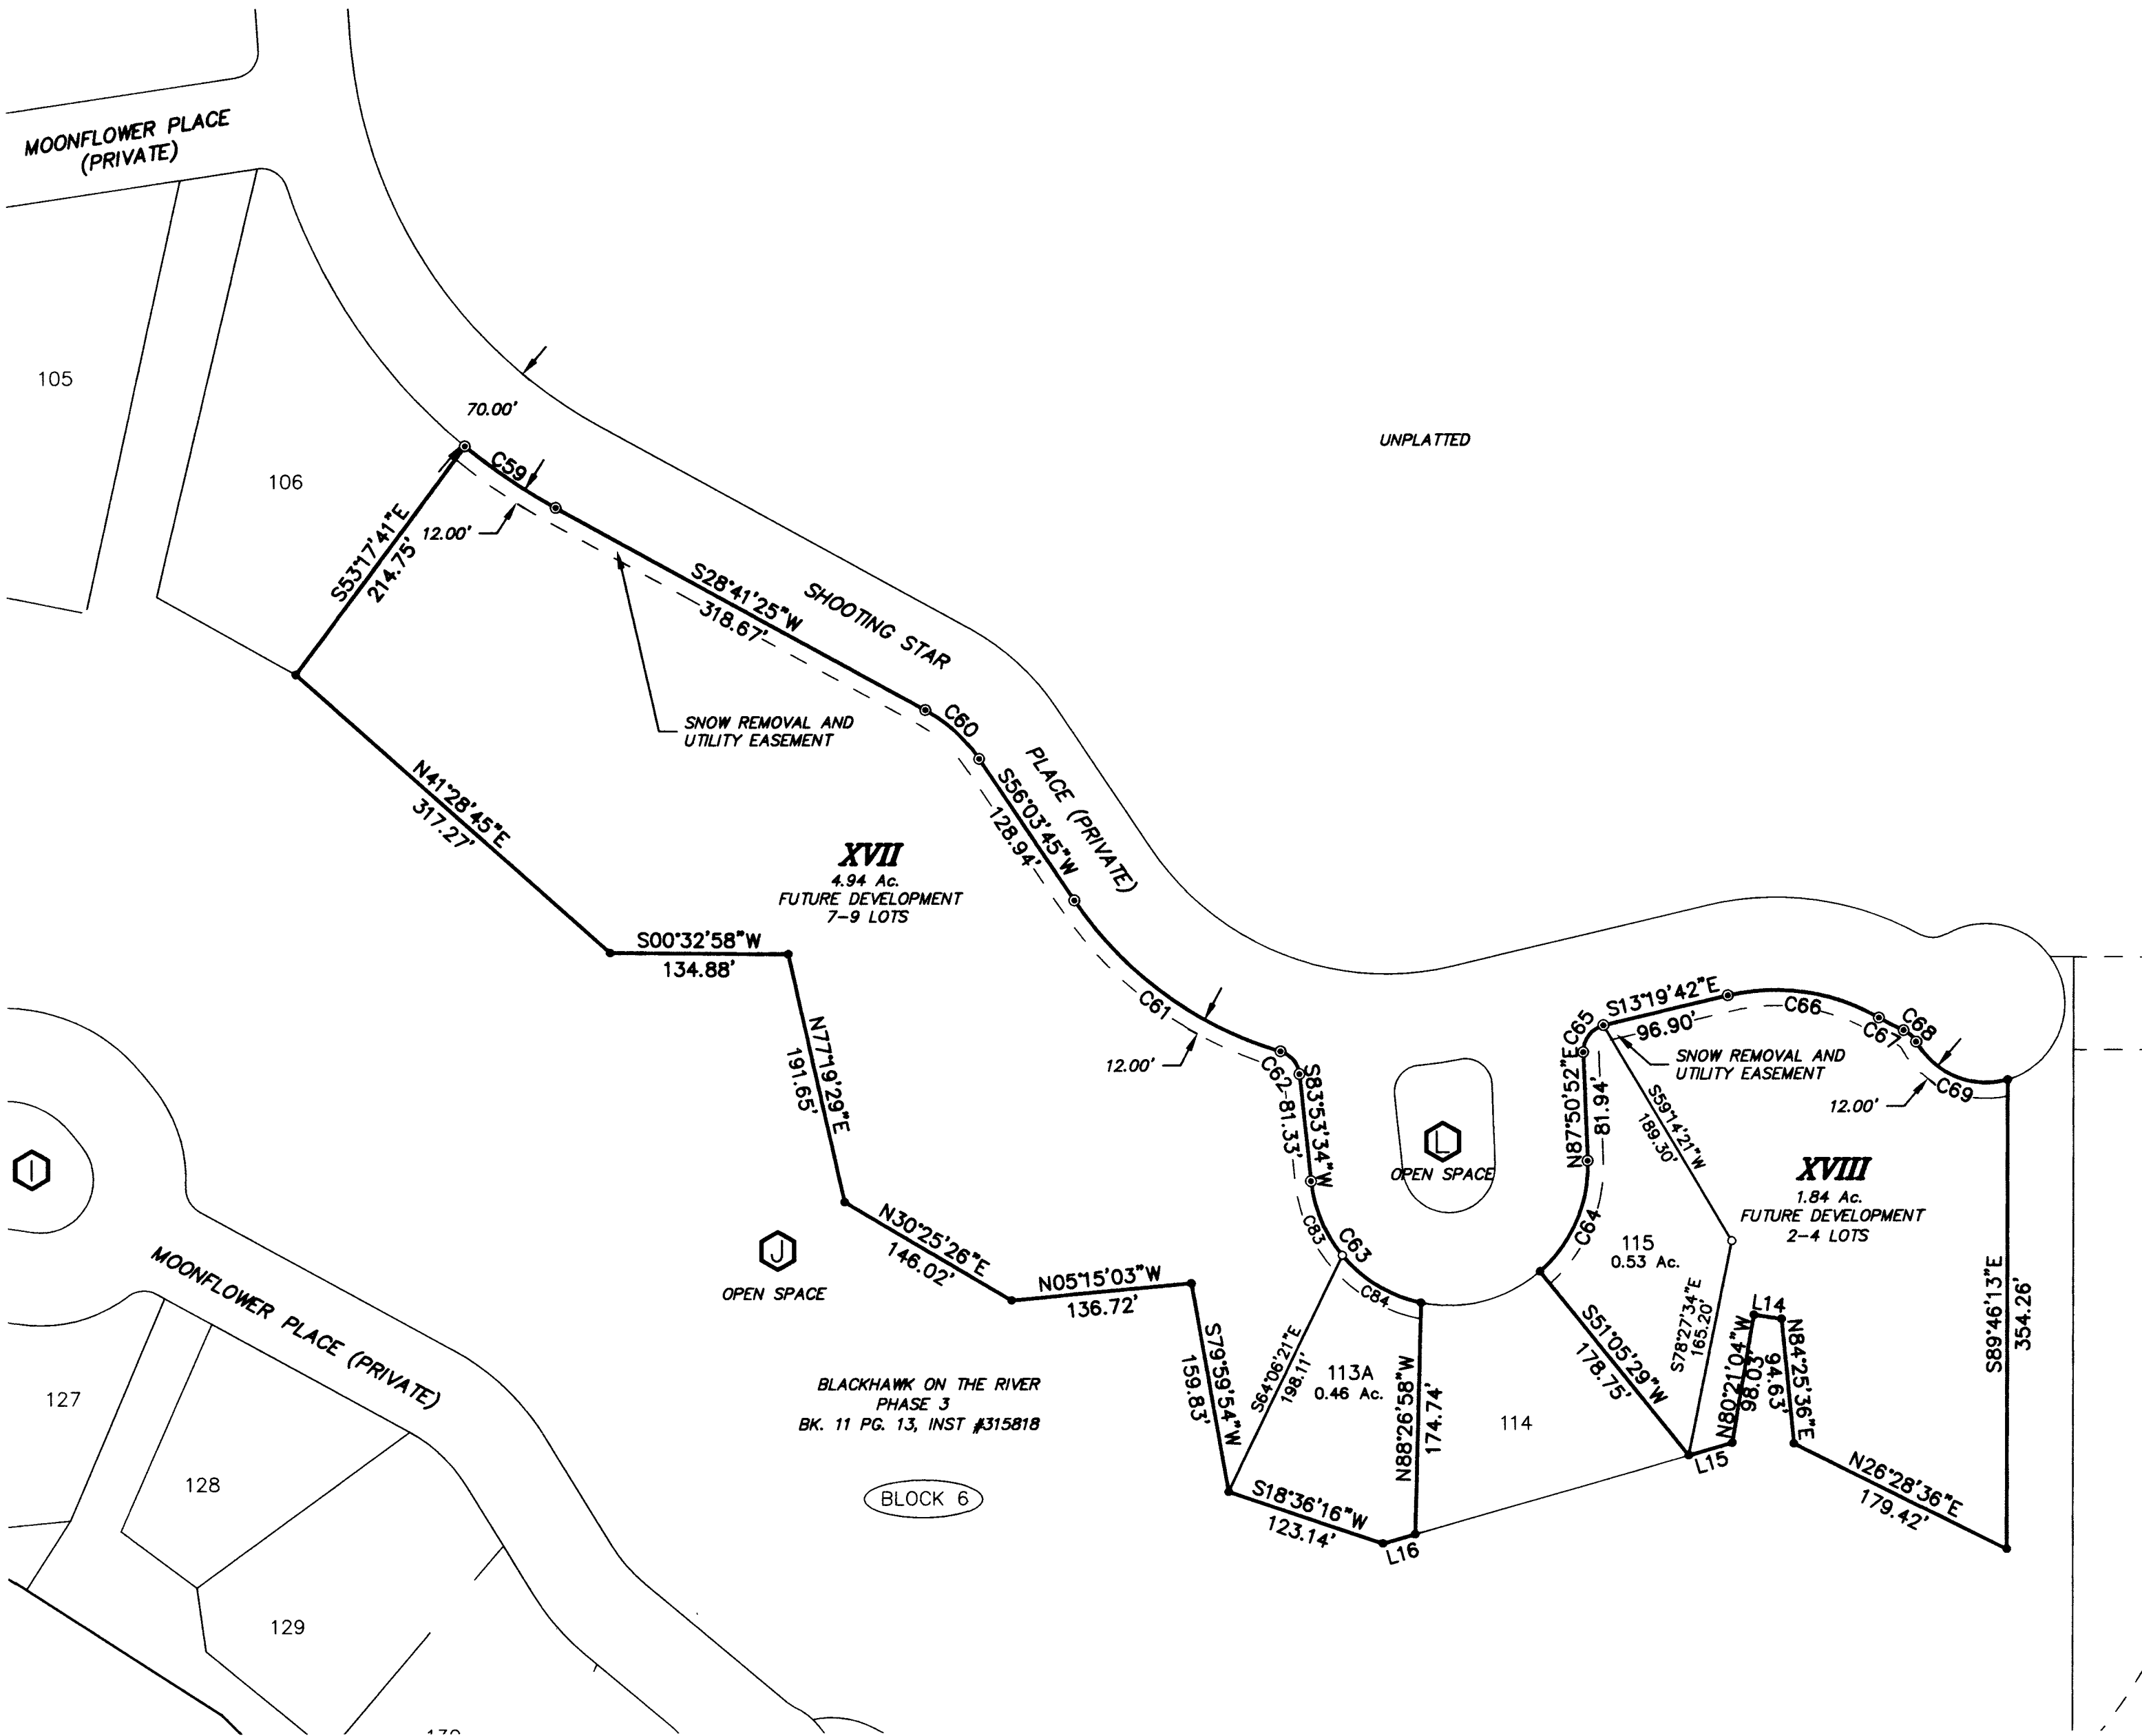 MOONFLOWER PLACE
(PRIVATE)
105
106
70.00'
C59
12.00'
UNPLATTED
S53°17'41"E
214.75'
S28°41'25"W
318.67'
SHOOTING STAR
PLACE (PRIVATE)
SNOW REMOVAL AND
UTILITY EASEMENT
C60
S56°03'45"W
128.94'
N41°28'45"E
317.27'
XVII
4.94 Ac.
FUTURE DEVELOPMENT
7-9 LOTS
S00°32'58"W
134.88'
N77°19'29"E
191.65'
C61
12.00'
C62
S83°53'34"W
81.33'
L
OPEN SPACE
C65
S13°19'42"E
96.90'
C66
C67
C68
C69
SNOW REMOVAL AND
UTILITY EASEMENT
12.00'
N87°50'52"E
81.94'
S59°14'21"W
189.30'
XVIII
1.84 Ac.
FUTURE DEVELOPMENT
2-4 LOTS
I
J
OPEN SPACE
N30°25'26"E
146.02'
N05°15'03"W
136.72'
C83
C63
C84
C64
115
0.53 Ac.
S89°46'13"E
354.26'
MOONFLOWER PLACE (PRIVATE)
S79°59'54"W
159.83'
S64°06'21"E
198.11'
113A
0.46 Ac.
N88°26'58"W
174.74'
S51°05'29"W
178.75'
S78°27'34"E
165.20'
L14
N80°21'04"W
98.03'
N84°25'36"E
94.63'
L15
N26°28'36"E
179.42'
114
BLACKHAWK ON THE RIVER
PHASE 3
BK. 11 PG. 13, INST #315818
BLOCK 6
S18°36'16"W
123.14'
L16
127
128
129